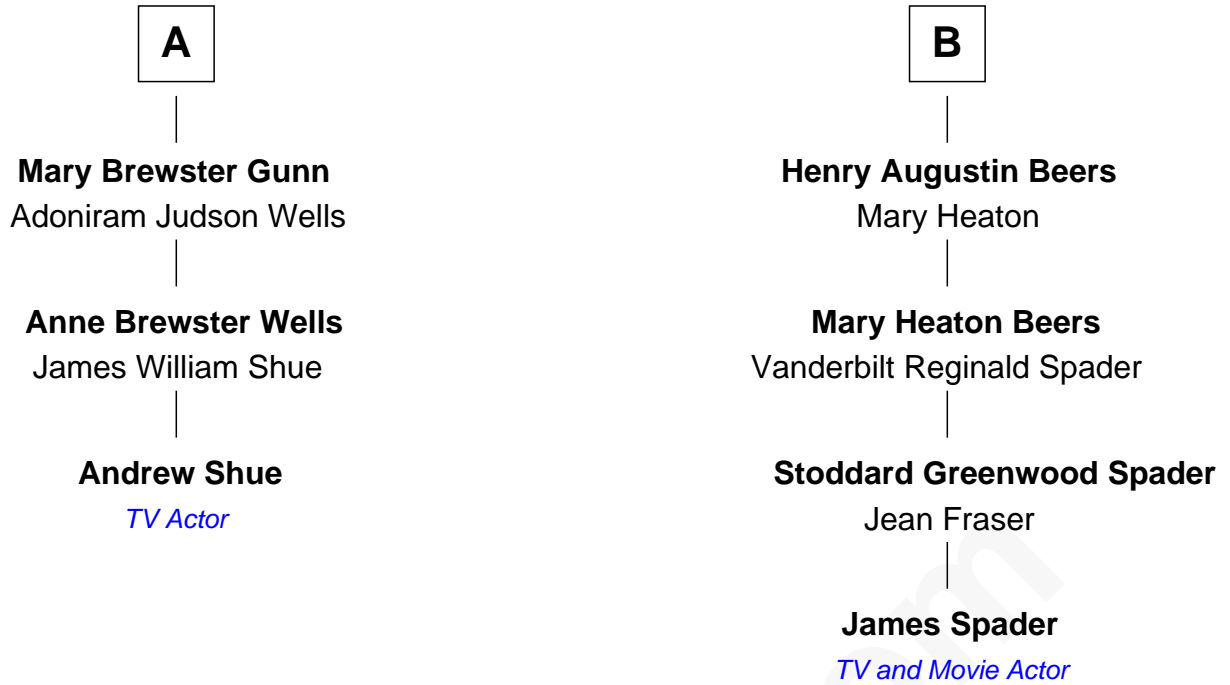 A
Mary Brewster Gunn
Adoniram Judson Wells
Anne Brewster Wells
James William Shue
Andrew Shue
TV Actor
B
Henry Augustin Beers
Mary Heaton
Mary Heaton Beers
Vanderbilt Reginald Spader
Stoddard Greenwood Spader
Jean Fraser
James Spader
TV and Movie Actor